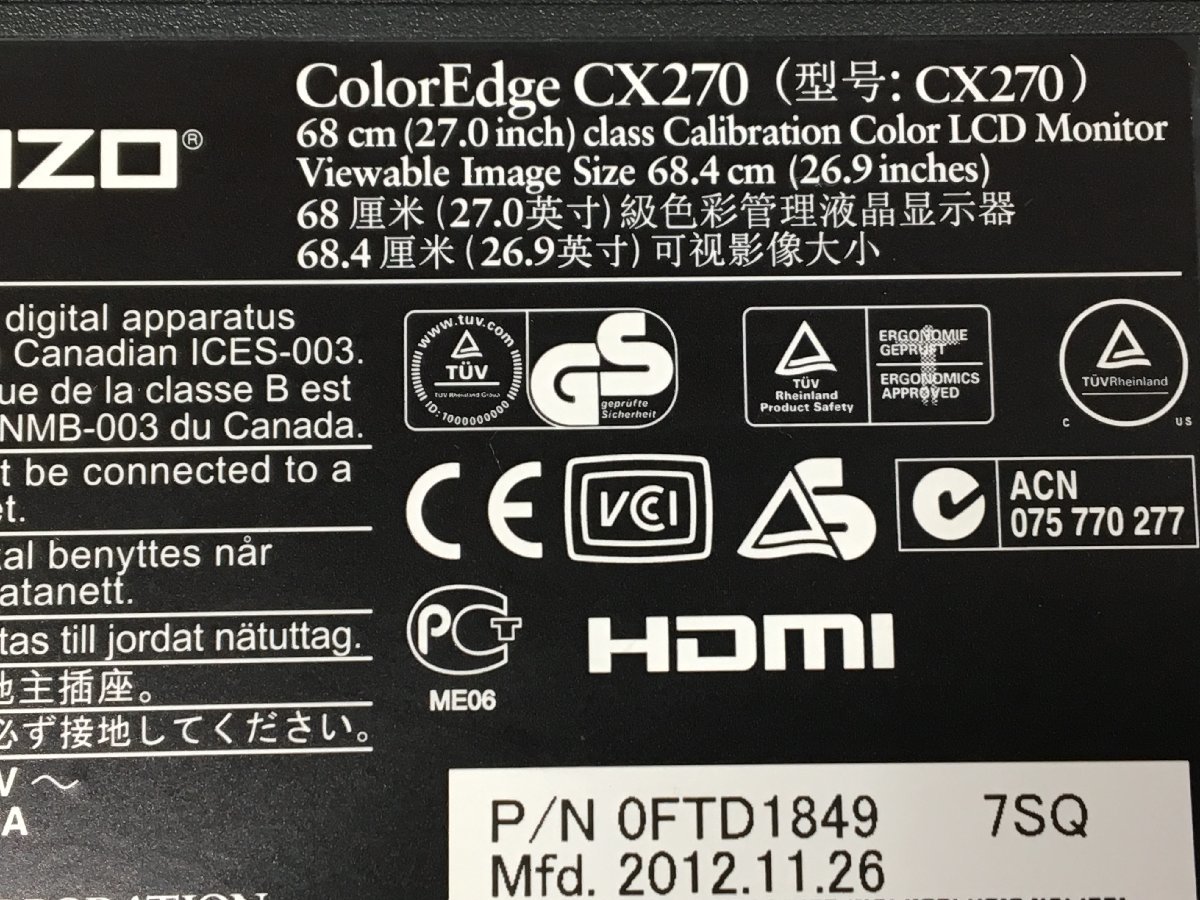 ColorEdge CX270（型号: CX270）
68 cm (27.0 inch) class Calibration Color LCD Monitor
Viewable Image Size 68.4 cm (26.9 inches)
68 厘米 (27.0英寸) 級色彩管理液晶显示器
68.4 厘米 (26.9英寸) 可视影像大小
IZO®
digital apparatus
Canadian ICES-003.
ue de la classe B est
NMB-003 du Canada.
t be connected to a
et.
kal benyttes når
atanett.
tas till jordat nätuttag.
地主插座。
必ず接地してください。
V ～
A
www.tuv.com
TÜV
TÜV Rheinland Group
ID:1000000000
GS
geprüfte
Sicherheit
TÜV
Rheinland
Product Safety
ERGONOMIE
GEPRÜFT
ERGONOMICS
APPROVED
TÜVRheinland
C US
CE
VCCI
S
ACN
075 770 277
PCT
ME06
HDMI
P/N 0FTD1849 7SQ
Mfd. 2012.11.26